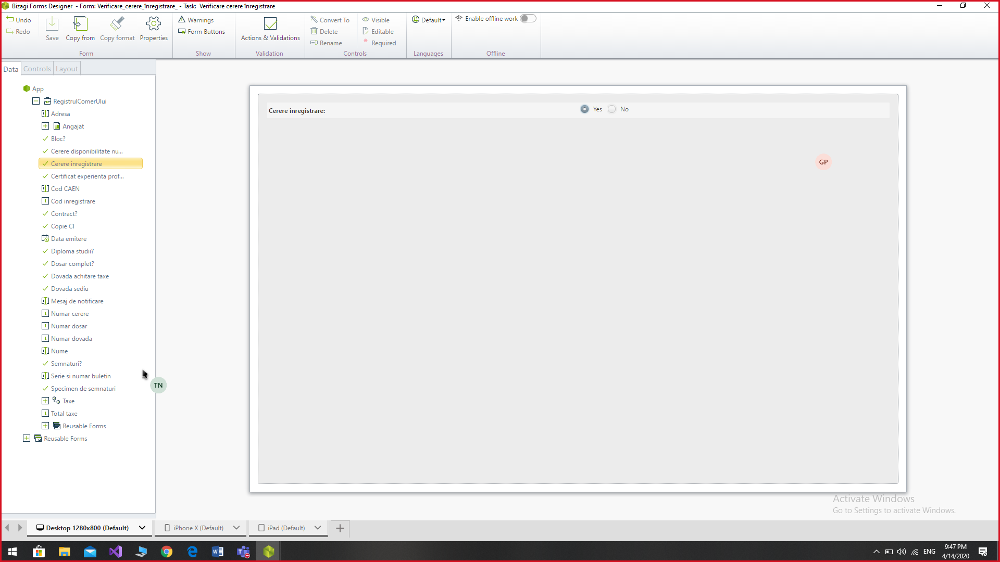 Bizagi Forms Designer - Form: Verificare_cerere_înregistrare_ - Task: Verificare cerere înregistrare
Undo
Redo
Save
Copy from
Copy format
Properties
Form
Warnings
Form Buttons
Show
Actions & Validations
Validation
Convert To
Delete
Rename
Visible
Editable
Required
Controls
Default
Languages
Enable offline work
Offline
Data
Controls
Layout
App
RegistrulComerUlui
Adresa
Angajat
Bloc?
Cerere disponibilitate nu...
Cerere inregistrare
Certificat experienta prof...
Cod CAEN
Cod inregistrare
Contract?
Copie CI
Data emitere
Diploma studii?
Dosar complet?
Dovada achitare taxe
Dovada sediu
Mesaj de notificare
Numar cerere
Numar dosar
Numar dovada
Nume
Semnaturi?
Serie si numar buletin
Specimen de semnaturi
Taxe
Total taxe
Reusable Forms
Reusable Forms
TN
Cerere inregistrare:
Yes
No
GP
Activate Windows
Go to Settings to activate Windows.
Desktop 1280x800 (Default)
iPhone X (Default)
iPad (Default)
ENG
9:47 PM
4/14/2020